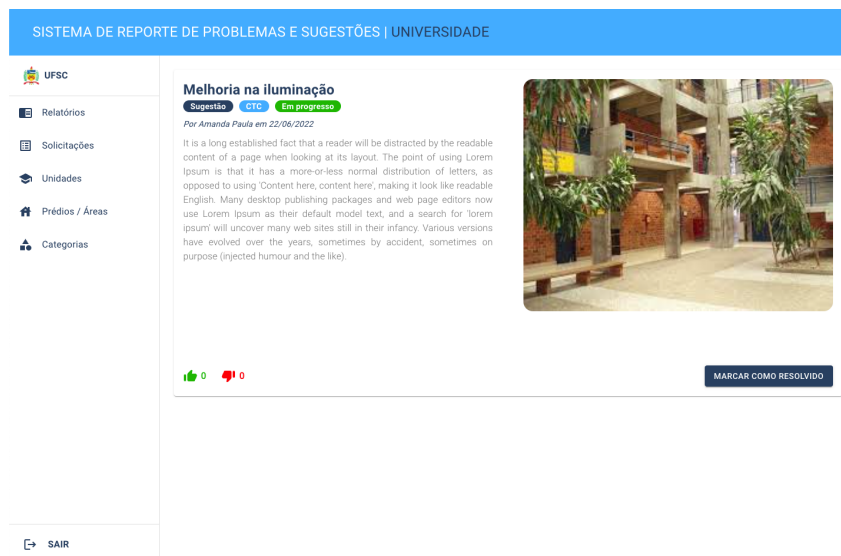 SISTEMA DE REPORTE DE PROBLEMAS E SUGESTÕES | UNIVERSIDADE
UFSC
Relatórios
Solicitações
Unidades
Prédios / Áreas
Categorias
SAIR
Melhoria na iluminação
Sugestão CTC Em progresso
Por Amanda Paula em 22/06/2022
It is a long established fact that a reader will be distracted by the readable
content of a page when looking at its layout. The point of using Lorem
Ipsum is that it has a more-or-less normal distribution of letters, as
opposed to using 'Content here, content here', making it look like readable
English. Many desktop publishing packages and web page editors now
use Lorem Ipsum as their default model text, and a search for 'lorem
ipsum' will uncover many web sites still in their infancy. Various versions
have evolved over the years, sometimes by accident, sometimes on
purpose (injected humour and the like).
0 0
MARCAR COMO RESOLVIDO